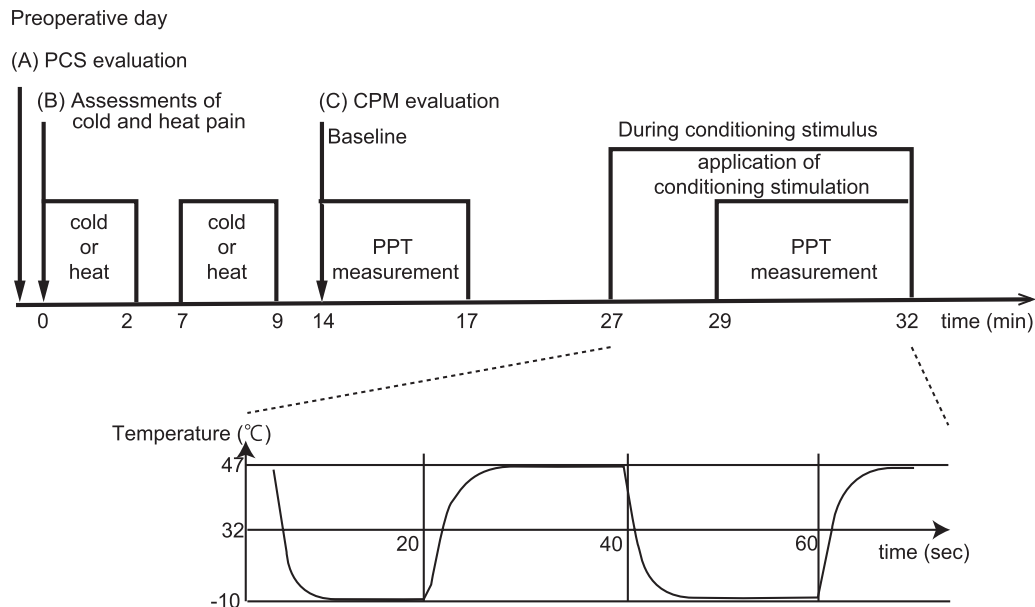 Preoperative day
(A) PCS evaluation
(B) Assessments of
cold and heat pain
(C) CPM evaluation
Baseline
During conditioning stimulus
application of
conditioning stimulation
cold
or
heat
cold
or
heat
PPT
measurement
PPT
measurement
0 2 7 9 14 17 27 29 32 time (min)
Temperature (℃)
47
32
20 40 60
time (sec)
-10